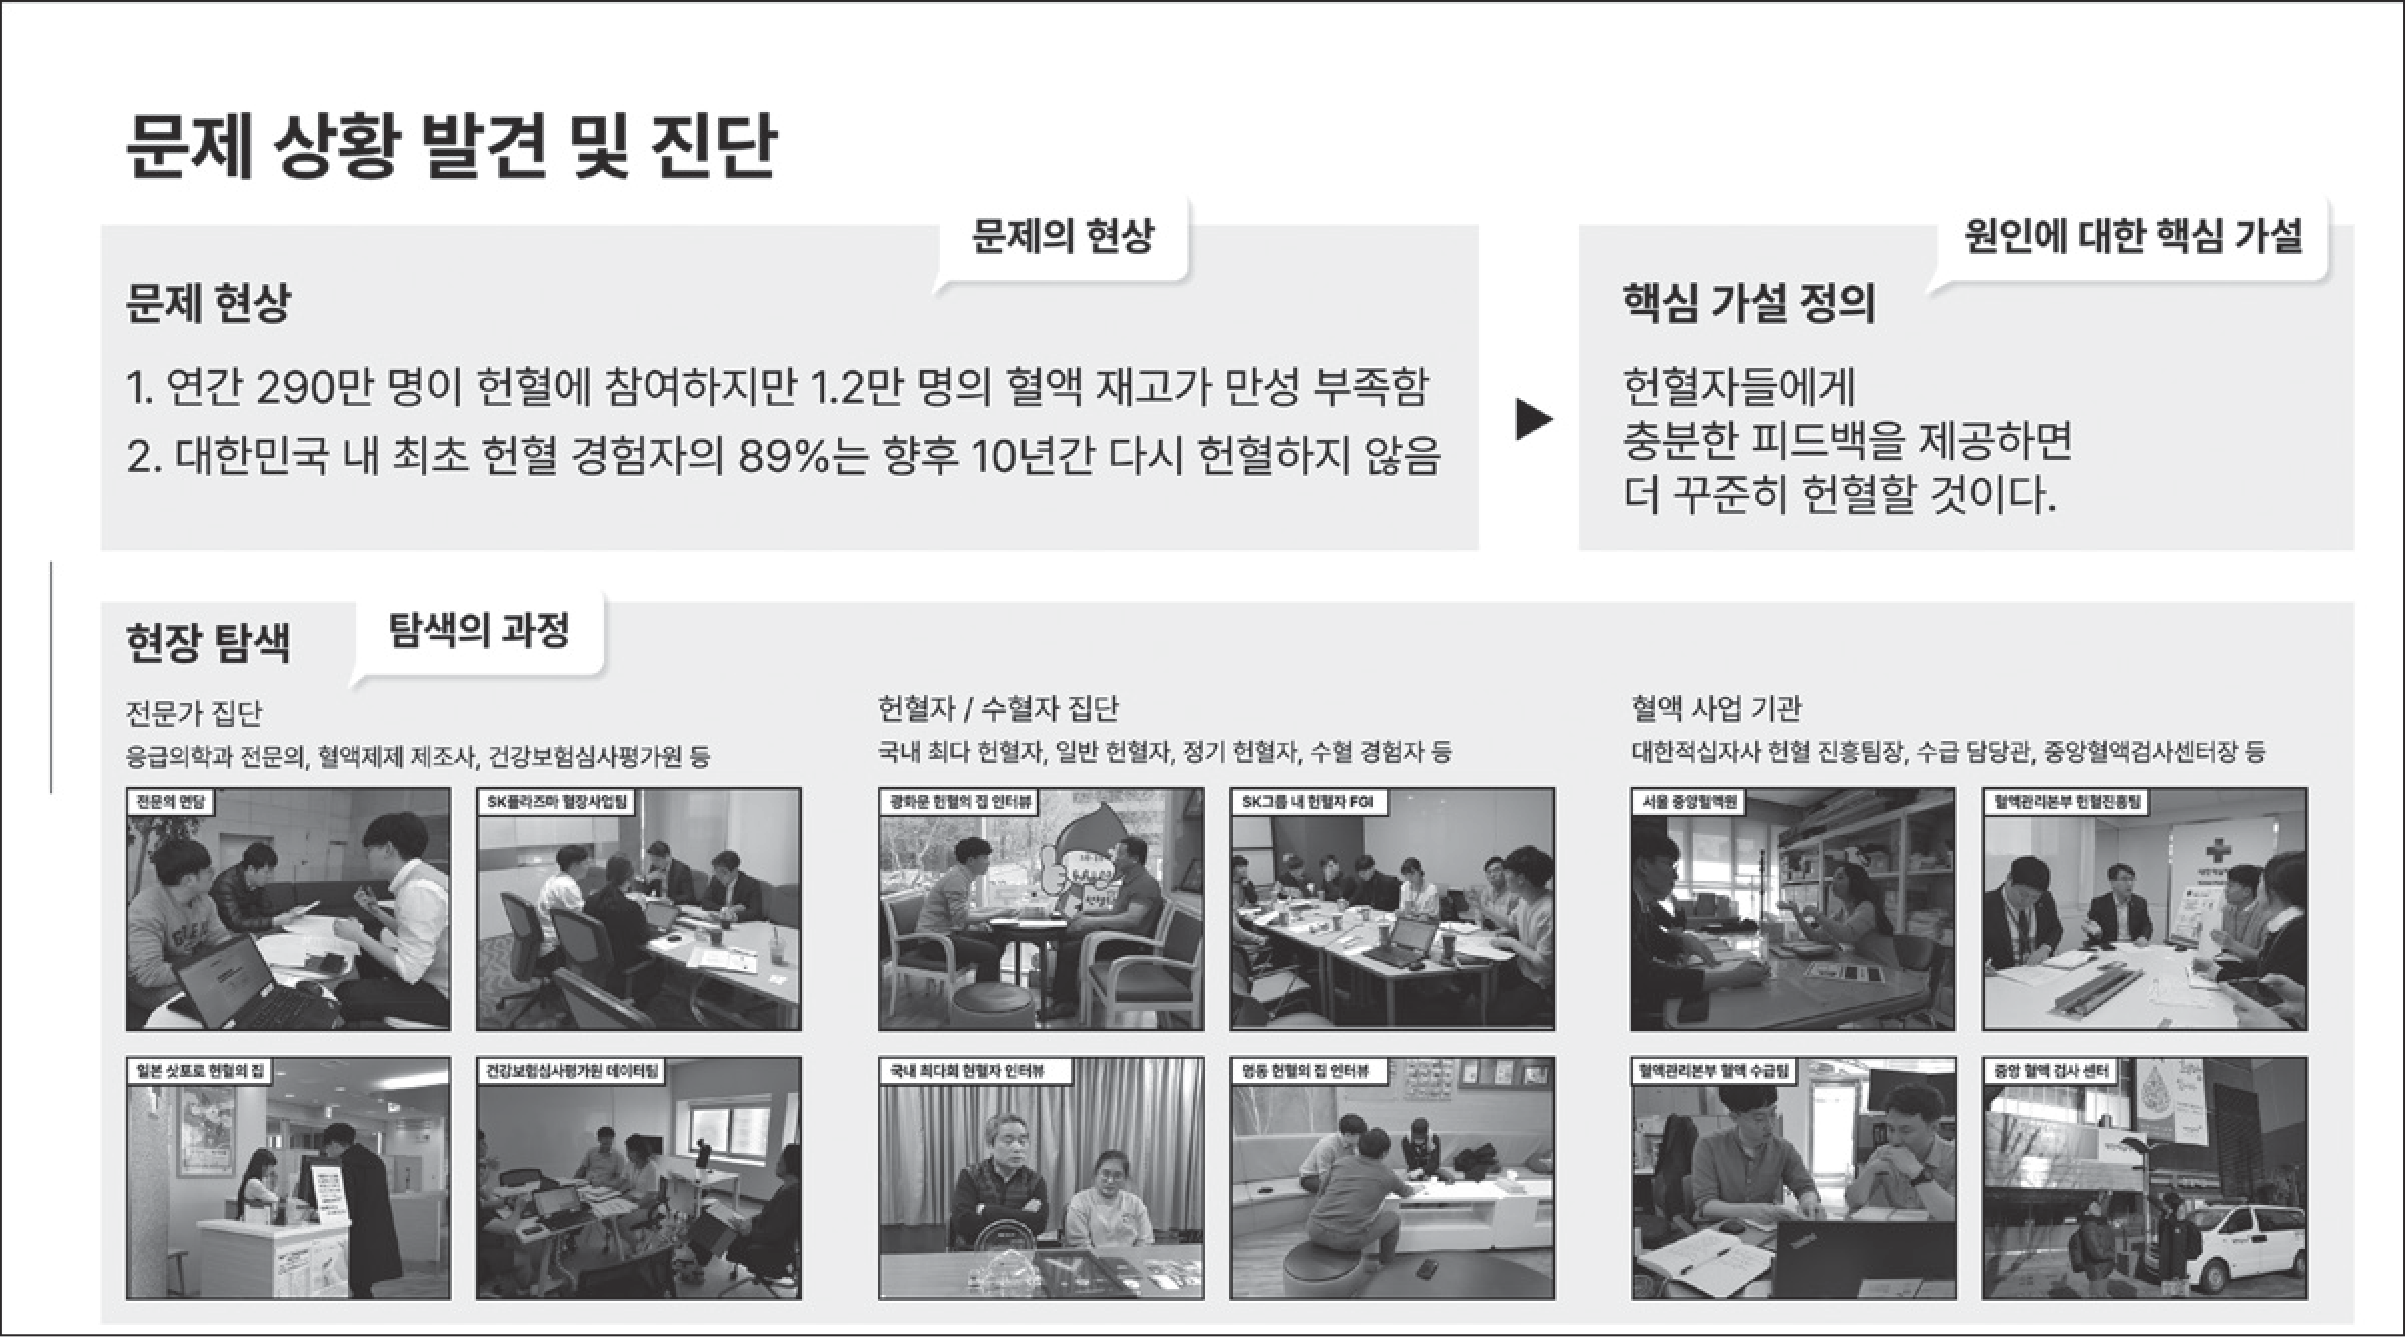 문제 상황 발견 및 진단
문제의 현상
문제 현상
1. 연간 290만 명이 헌혈에 참여하지만 1.2만 명의 혈액 재고가 만성 부족함
2. 대한민국 내 최초 헌혈 경험자의 89%는 향후 10년간 다시 헌혈하지 않음
원인에 대한 핵심 가설
핵심 가설 정의
헌혈자들에게
충분한 피드백을 제공하면
더 꾸준히 헌혈할 것이다.
현장 탐색
탐색의 과정
전문가 집단
응급의학과 전문의, 혈액제제 제조사, 건강보험심사평가원 등
전문의 면담
SK플라즈마 혈장사업팀
일본 삿포로 헌혈의 집
건강보험심사평가원 데이터팀
헌혈자 / 수혈자 집단
국내 최다 헌혈자, 일반 헌혈자, 정기 헌혈자, 수혈 경험자 등
광화문 헌혈의 집 인터뷰
SK그룹 내 헌혈자 FGI
국내 최다회 헌혈자 인터뷰
명동 헌혈의 집 인터뷰
혈액 사업 기관
대한적십자사 헌혈 진흥팀장, 수급 담당관, 중앙혈액검사센터장 등
서울 중앙혈액원
혈액관리본부 헌혈진흥팀
혈액관리본부 혈액 수급팀
중앙 혈액 검사 센터